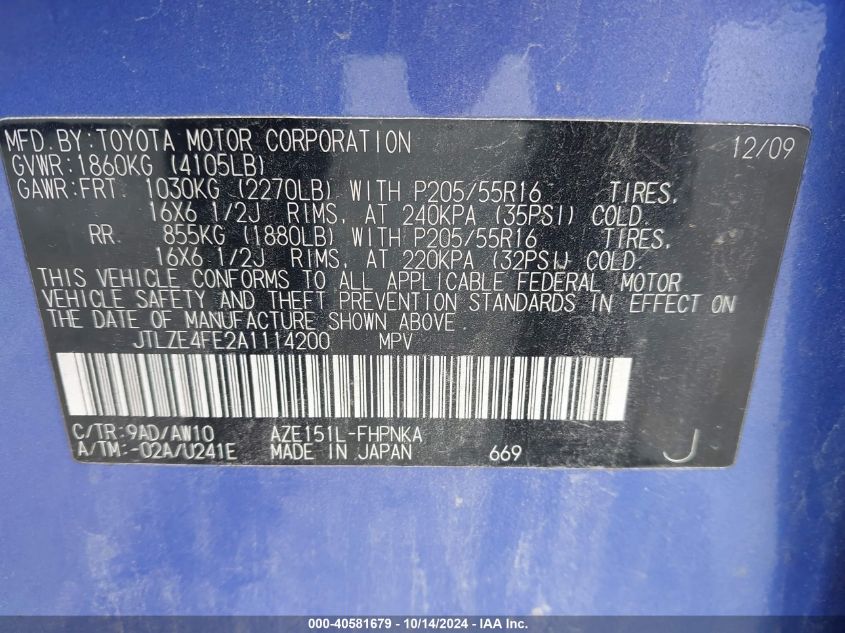 MFD.BY:TOYOTA MOTOR CORPORATION 12/09
GVWR:1860KG (4105LB)
GAWR:FRT. 1030KG (2270LB) WITH P205/55R16 TIRES,
16X6 1/2J RIMS, AT 240KPA (35PSI) COLD.
RR. 855KG (1880LB) WITH P205/55R16 TIRES,
16X6 1/2J RIMS, AT 220KPA (32PSI) COLD.
THIS VEHICLE CONFORMS TO ALL APPLICABLE FEDERAL MOTOR
VEHICLE SAFETY AND THEFT PREVENTION STANDARDS IN EFFECT ON
THE DATE OF MANUFACTURE SHOWN ABOVE.
JTLZE4FE2A1114200 MPV
C/TR:9AD/AW10 AZE151L-FHPNKA
A/TM:-02A/U241E MADE IN JAPAN 669 J
000-40581679 - 10/14/2024 - IAA Inc.